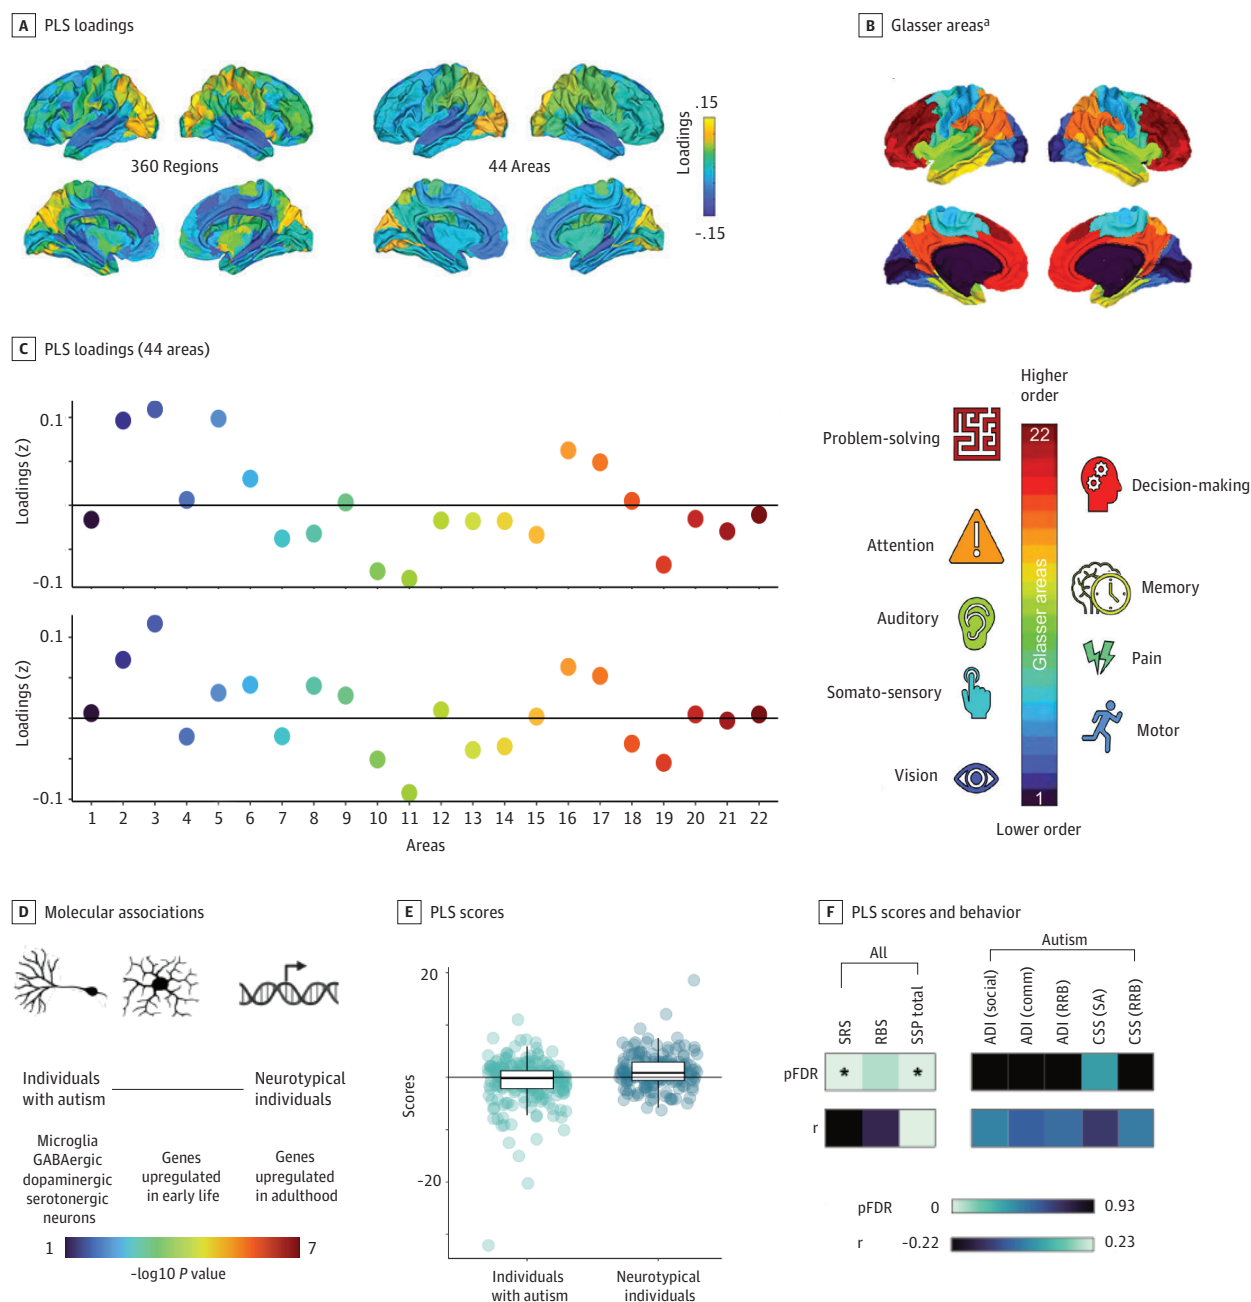 A PLS loadings
360 Regions
44 Areas
Loadings
.15
-.15
B Glasser areasa
C PLS loadings (44 areas)
Loadings (z)
0.1
-0.1
Loadings (z)
0.1
-0.1
1 2 3 4 5 6 7 8 9 10 11 12 13 14 15 16 17 18 19 20 21 22
Areas
Higher
order
22
Glasser areas
1
Lower order
Problem-solving
Decision-making
Attention
Memory
Auditory
Pain
Somato-sensory
Motor
Vision
D Molecular associations
Individuals
with autism
Neurotypical
individuals
Microglia
GABAergic
dopaminergic
serotonergic
neurons
Genes
upregulated
in early life
Genes
upregulated
in adulthood
1
7
–log10 P value
E PLS scores
Scores
20
-20
Individuals
with autism
Neurotypical
individuals
F PLS scores and behavior
All
Autism
SRS
RBS
SSP total
ADI (social)
ADI (comm)
ADI (RRB)
CSS (SA)
CSS (RRB)
pFDR * *
r
pFDR 0 0.93
r -0.22 0.23